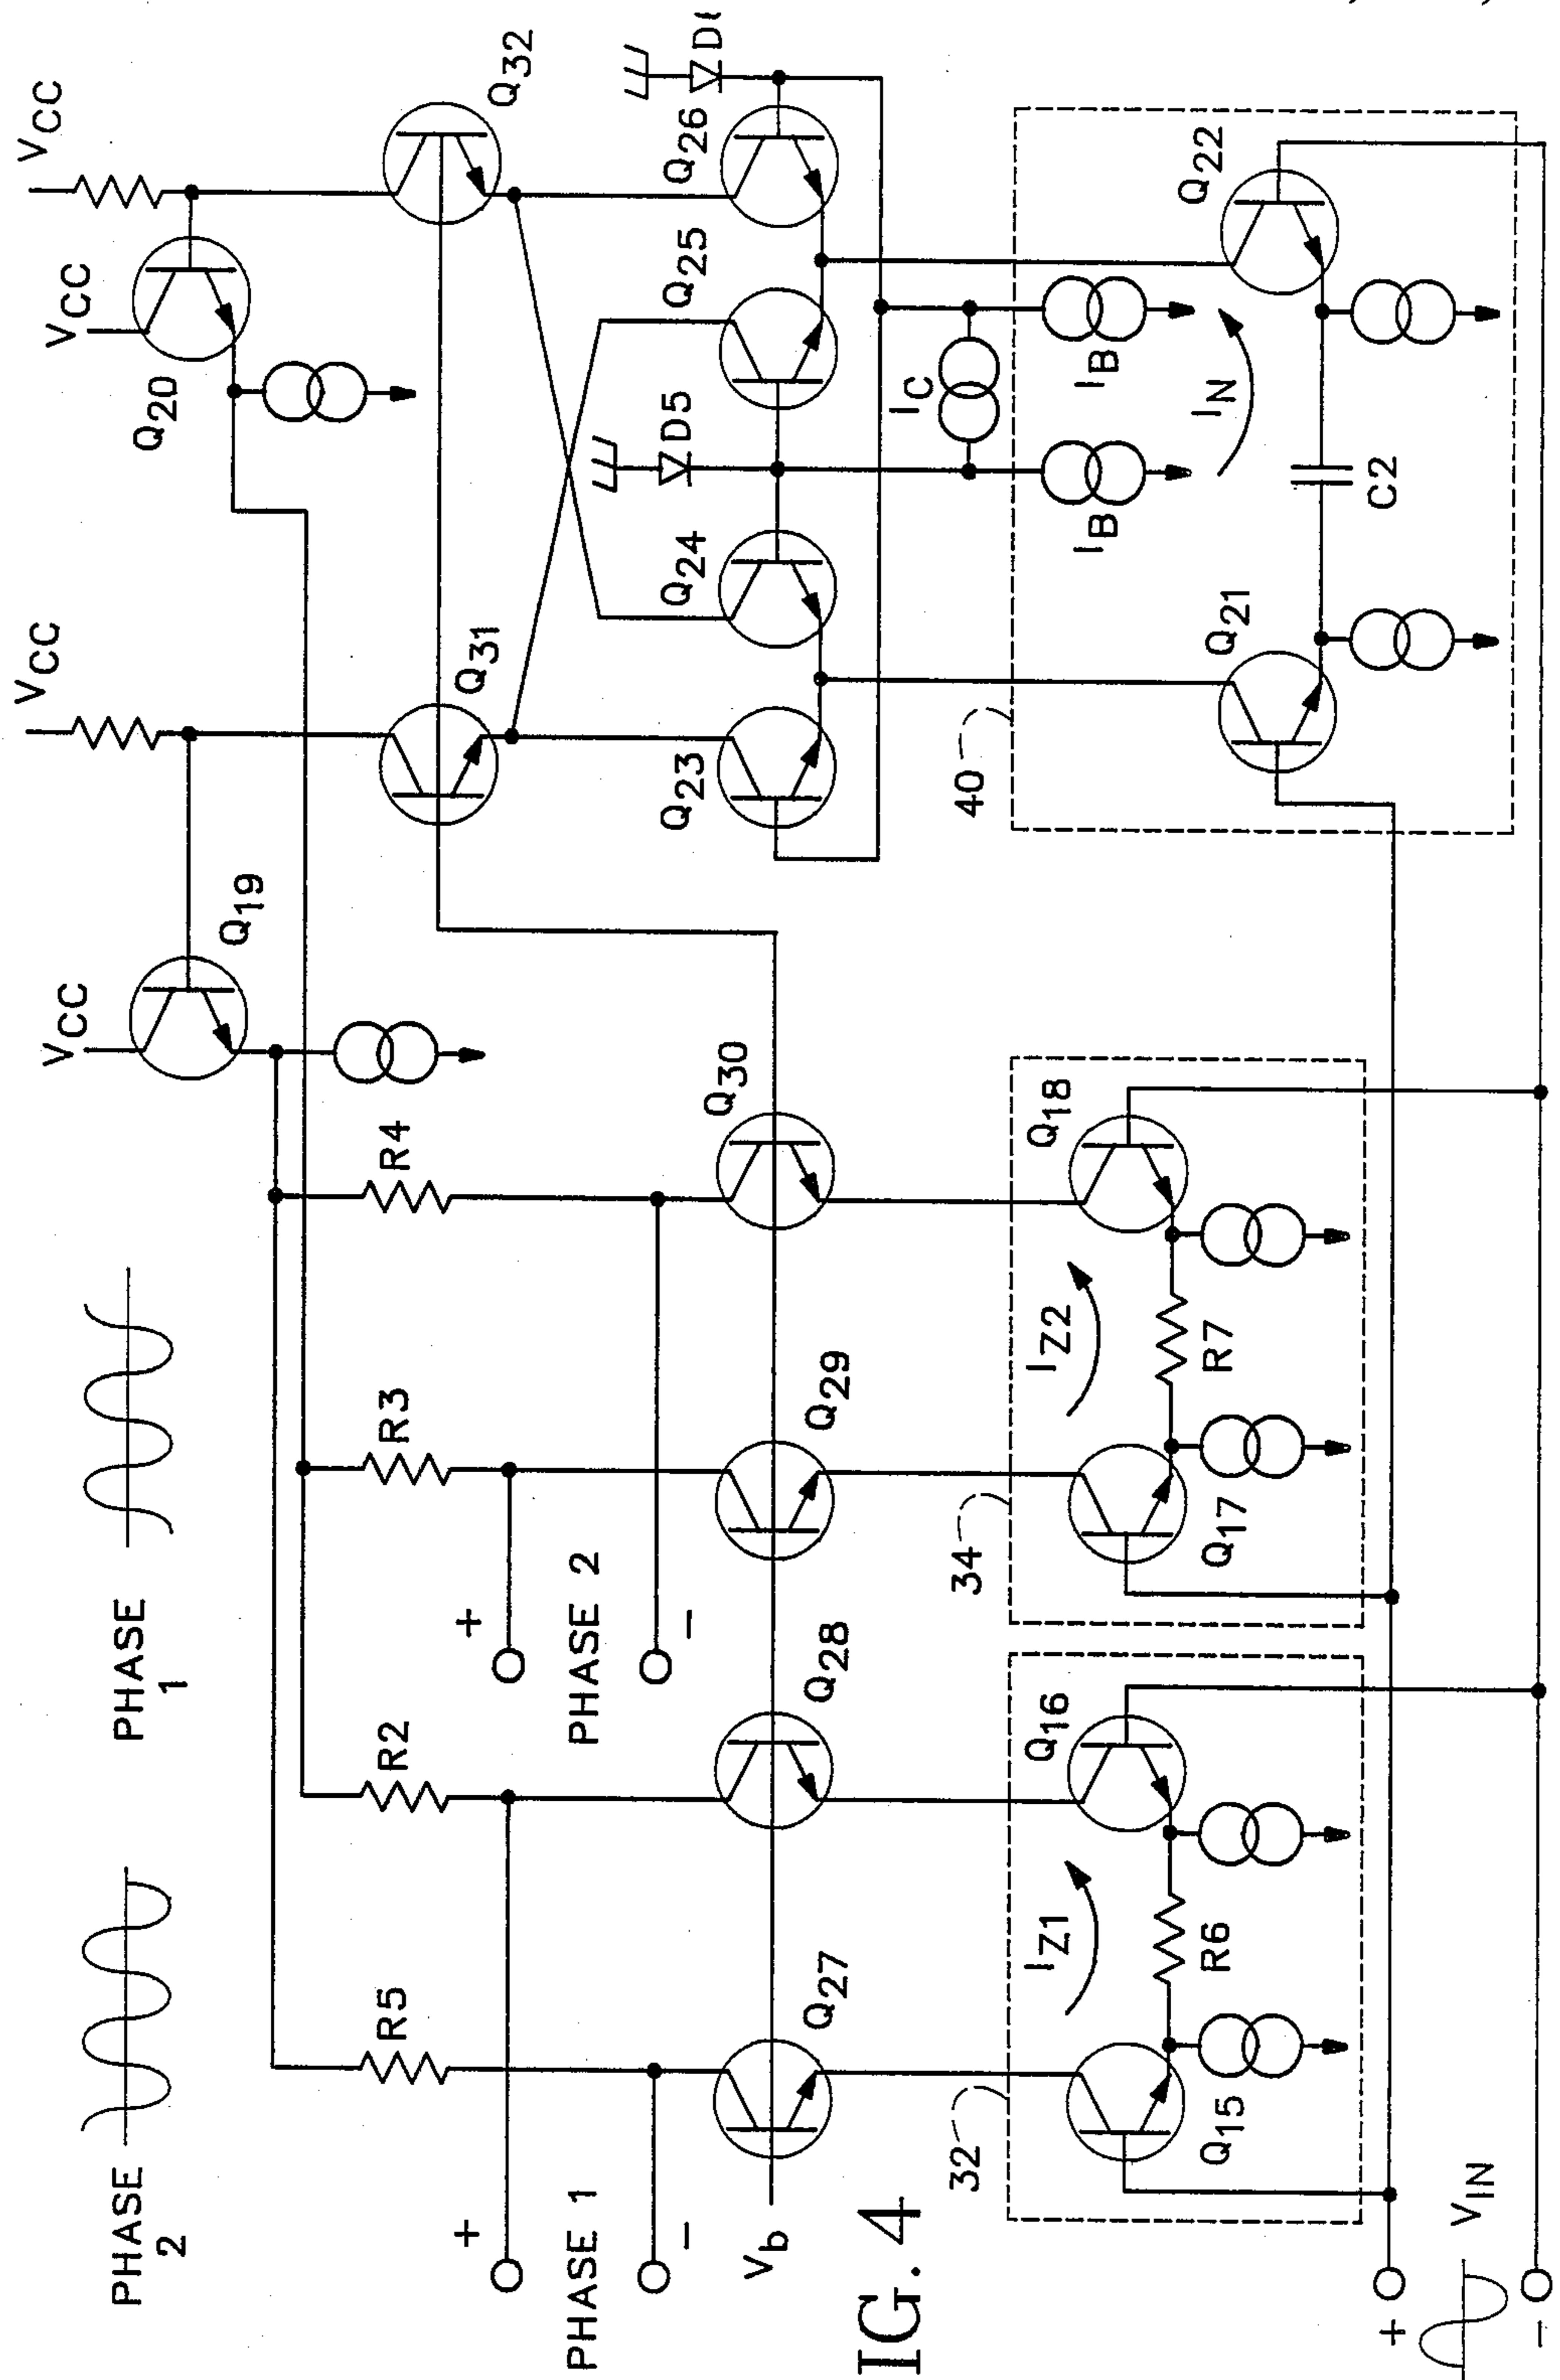 VCC
VCC
VCC
VCC
Q20
Q19
Q32
Q31
D5
Q26
Q25
Q24
Q23
PHASE 1
PHASE 2
R4
R3
R2
R5
+
PHASE 2
-
+
PHASE 1
-
Q30
Q29
Q28
Q27
Vb
IC
IB
IB
IN
Q22
Q21
C2
40
34
32
IZ2
Q18
Q17
R7
IZ1
Q16
Q15
R6
+
VIN
-
IG. 4